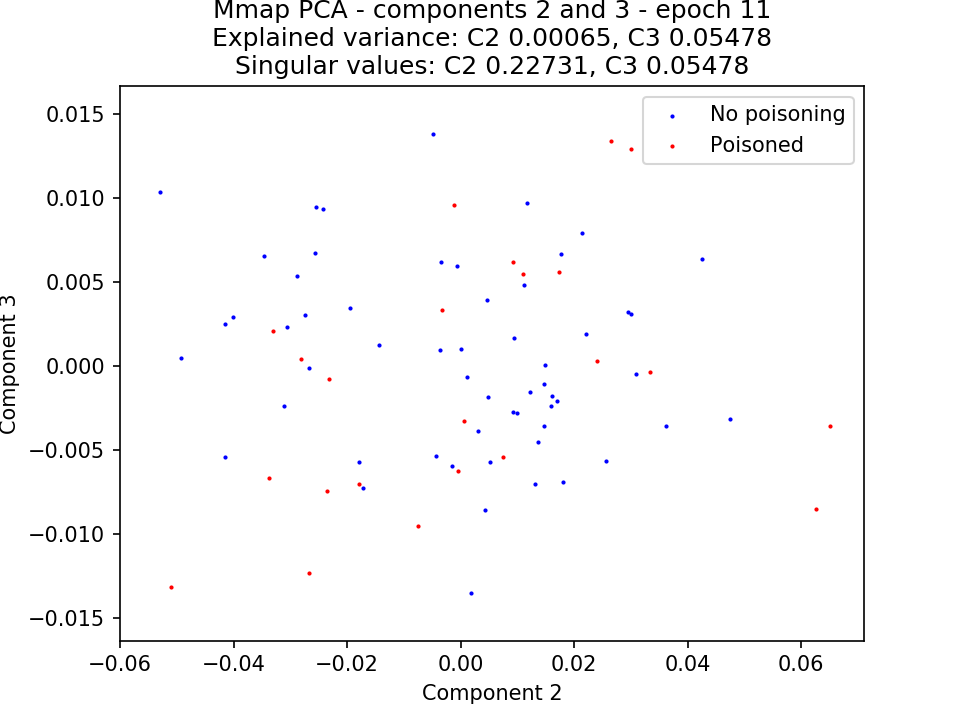 Mmap PCA - components 2 and 3 - epoch 11
Explained variance: C2 0.00065, C3 0.05478
Singular values: C2 0.22731, C3 0.05478
No poisoning
Poisoned
0.015
0.010
0.005
0.000
−0.005
−0.010
−0.015
Component 3
−0.06
−0.04
−0.02
0.00
0.02
0.04
0.06
Component 2